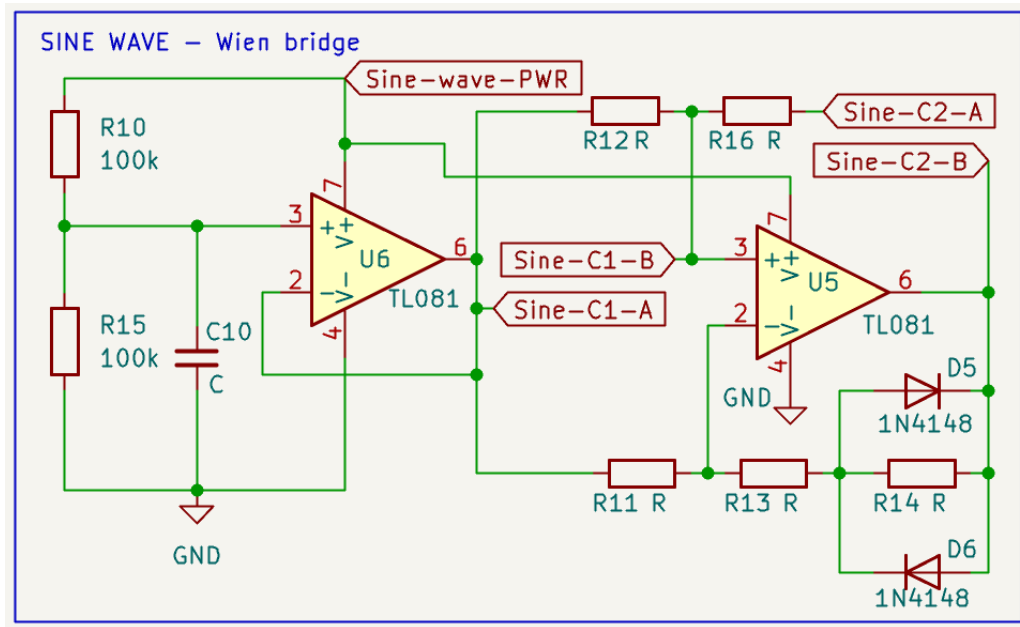 SINE WAVE – Wien bridge
Sine-wave-PWR
R10
100k
R12 R
R16 R
Sine-C2-A
Sine-C2-B
7
3
+
V+
U6
6
2
−
V-
TL081
4
Sine-C1-B
Sine-C1-A
7
3
+
V+
U5
6
2
−
V-
TL081
4
GND
R15
100k
C10
C
D5
1N4148
R11 R
R13 R
R14 R
GND
D6
1N4148